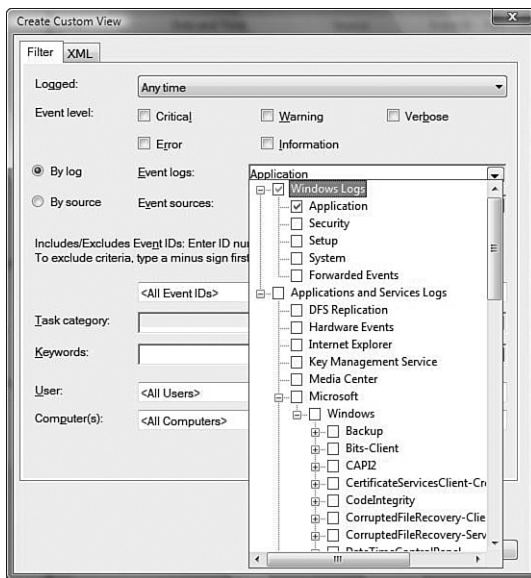 Create Custom View
Filter XML
Logged: Any time
Event level: Critical Warning Verbose
Error Information
By log Event logs: Application
By source Event sources:
Windows Logs
Application
Security
Setup
System
Forwarded Events
Includes/Excludes Event IDs: Enter ID
To exclude criteria, type a minus sign first
<All Event IDs>
Task category:
Keywords:
User: <All Users>
Computer(s): <All Computers>
Applications and Services Logs
DFS Replication
Hardware Events
Internet Explorer
Key Management Service
Media Center
Microsoft
Windows
Backup
Bits-Client
CAPI2
CertificateServicesClient-Cre
CodeIntegrity
CorruptedFileRecovery-Clie
CorruptedFileRecovery-Serv